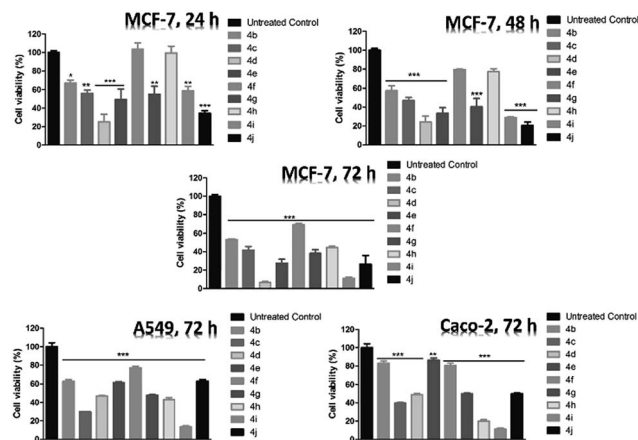 MCF-7, 24 h
Cell viability (%)
120
100
80
60
40
20
0
*
**
***
**
**
***
Untreated Control
4b
4c
4d
4e
4f
4g
4h
4i
4j
MCF-7, 48 h
Cell viability (%)
120
100
80
60
40
20
0
***
***
***
Untreated Control
4b
4c
4d
4e
4f
4g
4h
4i
4j
MCF-7, 72 h
Cell viability (%)
120
100
80
60
40
20
0
***
Untreated Control
4b
4c
4d
4e
4f
4g
4h
4i
4j
A549, 72 h
Cell viability (%)
120
100
80
60
40
20
0
***
Untreated Control
4b
4c
4d
4e
4f
4g
4h
4i
4j
Caco-2, 72 h
Cell viability (%)
120
100
80
60
40
20
0
***
**
***
Untreated Control
4b
4c
4d
4e
4f
4g
4h
4i
4j